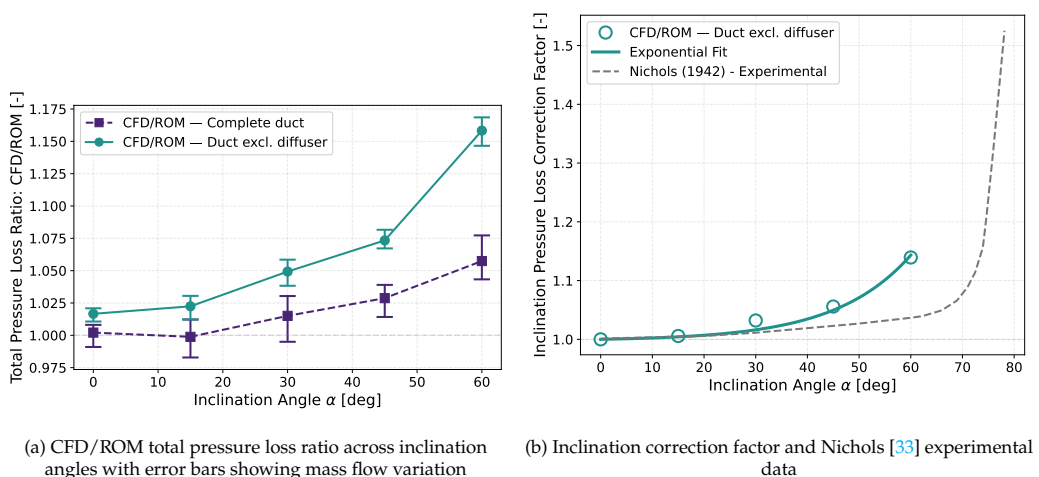 Total Pressure Loss Ratio: CFD/ROM [-]
1.175
1.150
1.125
1.100
1.075
1.050
1.025
1.000
0.975
CFD/ROM — Complete duct
CFD/ROM — Duct excl. diffuser
0 10 20 30 40 50 60
Inclination Angle α [deg]
(a) CFD/ROM total pressure loss ratio across inclination
angles with error bars showing mass flow variation
Inclination Pressure Loss Correction Factor [-]
1.5
1.4
1.3
1.2
1.1
1.0
CFD/ROM — Duct excl. diffuser
Exponential Fit
Nichols (1942) - Experimental
0 10 20 30 40 50 60 70 80
Inclination Angle α [deg]
(b) Inclination correction factor and Nichols [33] experimental
data